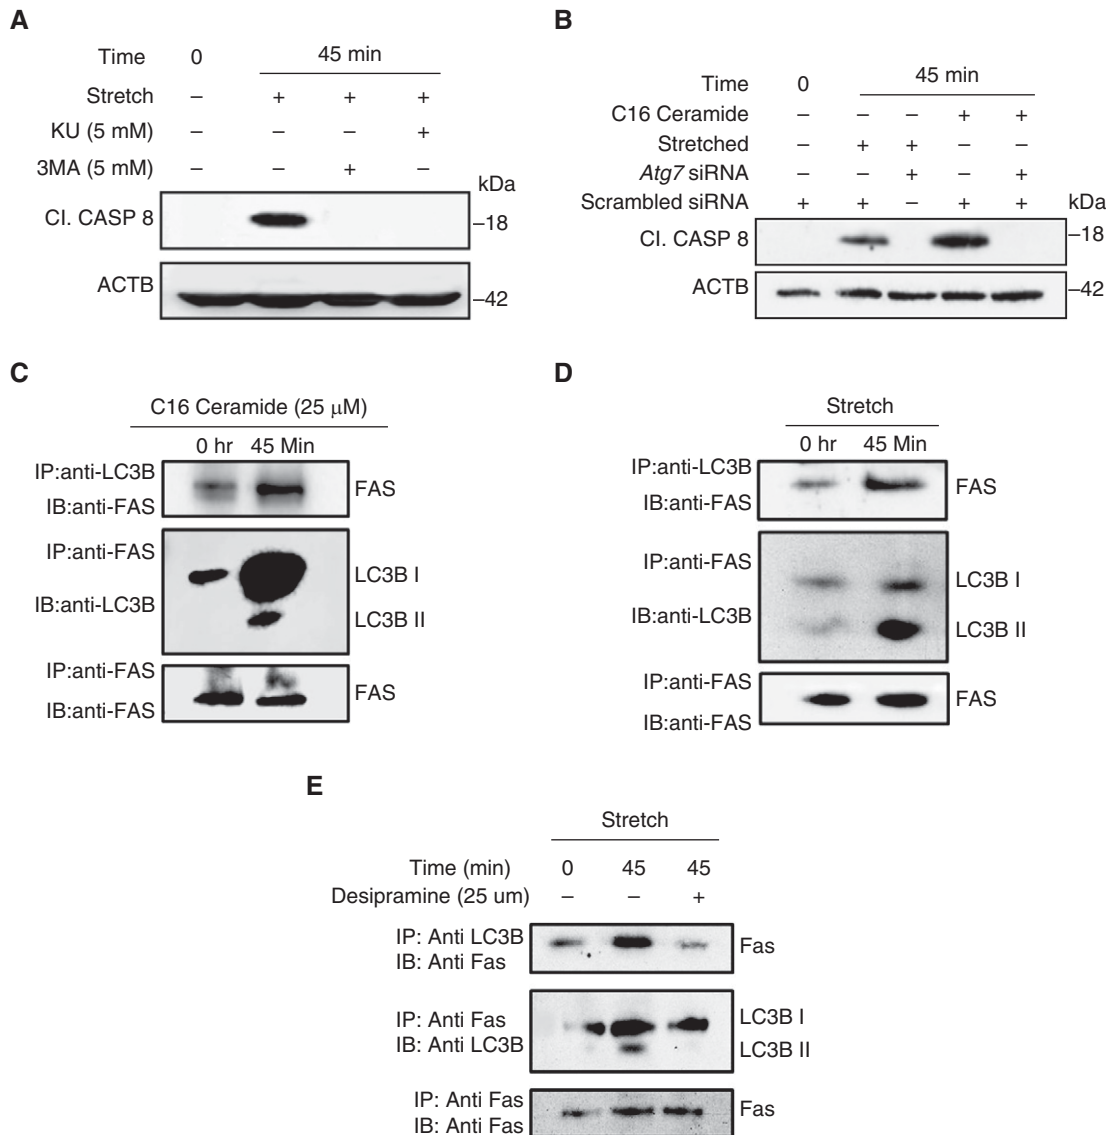 A
Time 0 45 min
Stretch – + + +
KU (5 mM) – – – +
3MA (5 mM) – – + –
kDa
Cl. CASP 8 –18
ACTB –42
B
Time 0 45 min
C16 Ceramide – – – + +
Stretched – + + – –
Atg7 siRNA – – + – +
Scrambled siRNA + + – + + kDa
Cl. CASP 8 –18
ACTB –42
C
C16 Ceramide (25 μM)
0 hr 45 Min
IP:anti-LC3B
IB:anti-FAS
FAS
IP:anti-FAS
IB:anti-LC3B
LC3B I
LC3B II
IP:anti-FAS
IB:anti-FAS
FAS
D
Stretch
0 hr 45 Min
IP:anti-LC3B
IB:anti-FAS
FAS
IP:anti-FAS
IB:anti-LC3B
LC3B I
LC3B II
IP:anti-FAS
IB:anti-FAS
FAS
E
Stretch
Time (min) 0 45 45
Desipramine (25 um) – – +
IP: Anti LC3B
IB: Anti Fas
Fas
IP: Anti Fas
IB: Anti LC3B
LC3B I
LC3B II
IP: Anti Fas
IB: Anti Fas
Fas